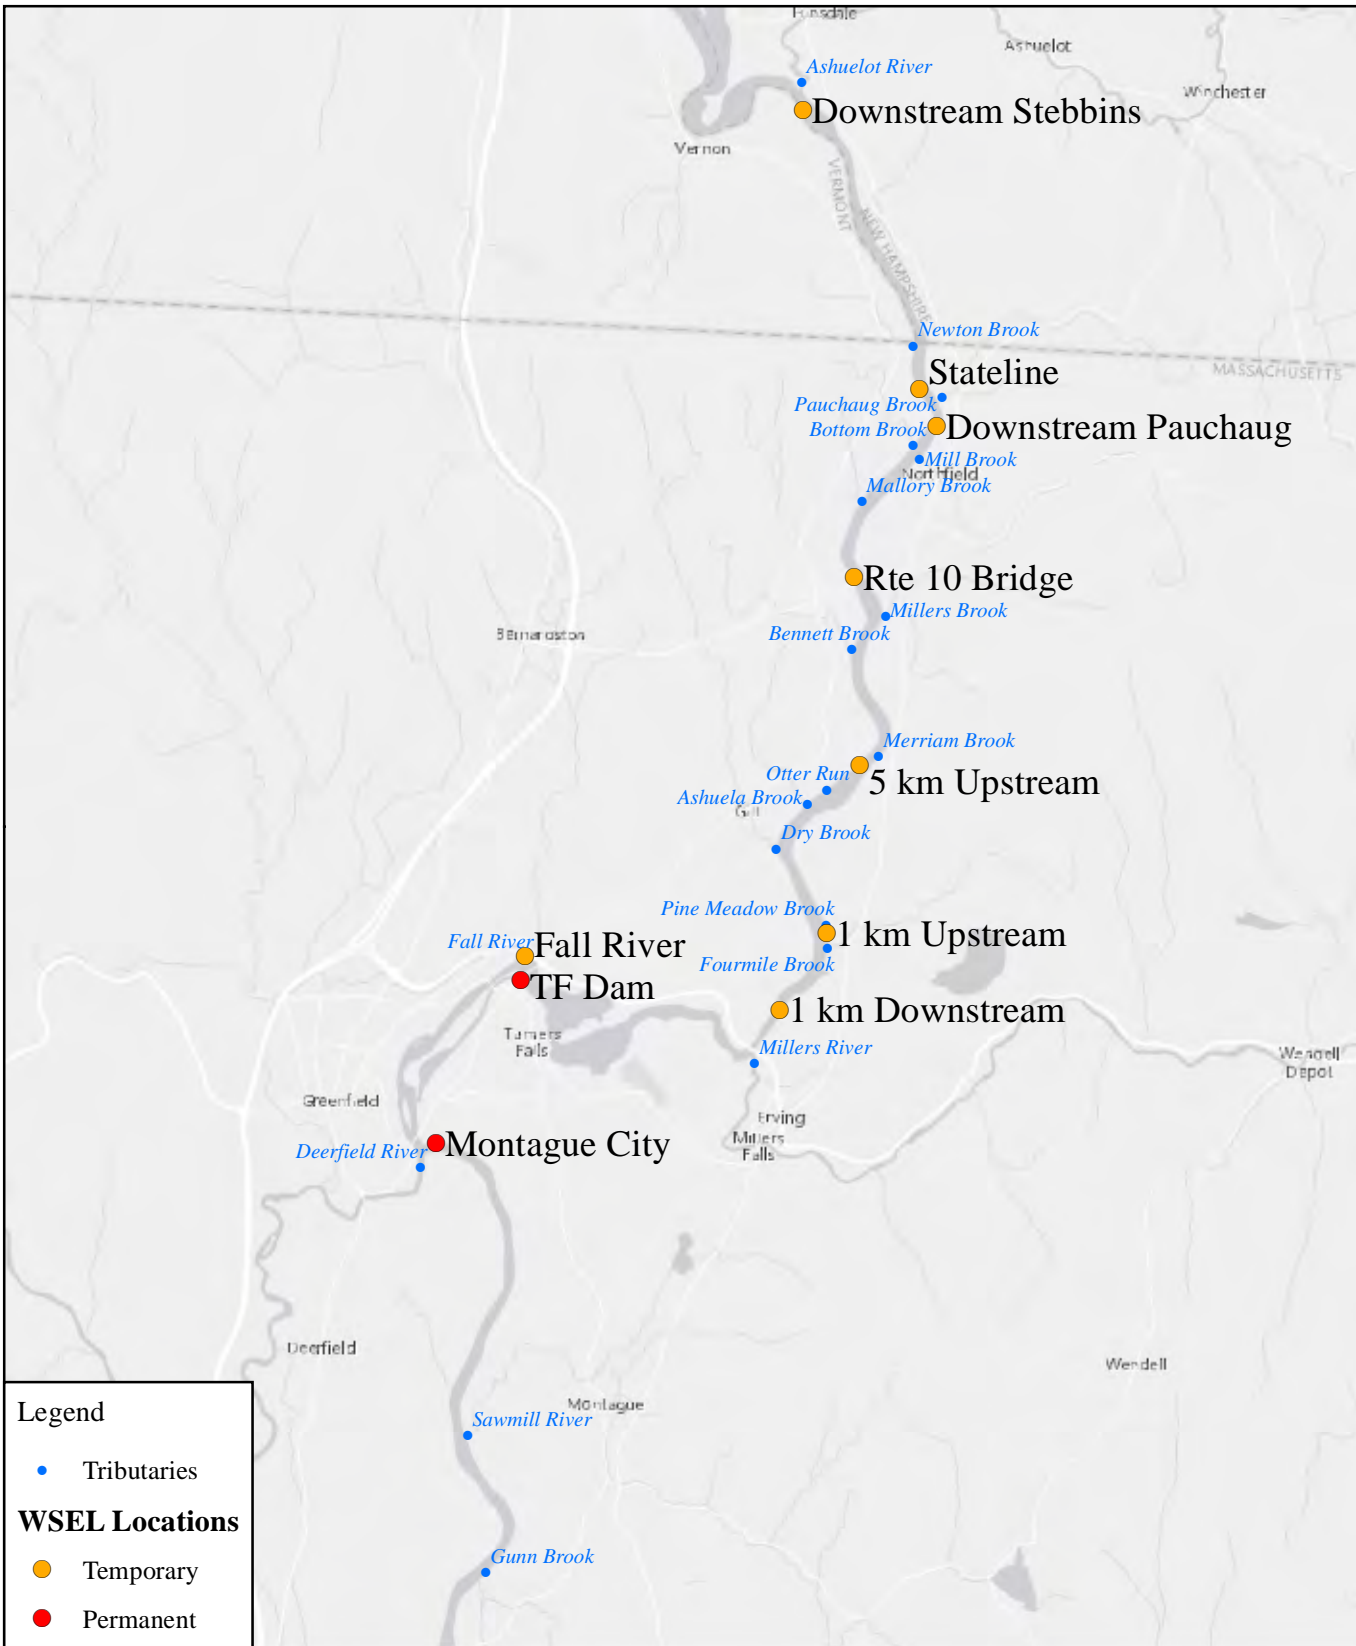 Ashuelot
Ashuelot River
Winchester
Downstream Stebbins
Vernon
VERMONT
NEW HAMPSHIRE
Newton Brook
MASSACHUSETTS
Stateline
Pauchaug Brook
Downstream Pauchaug
Bottom Brook
Mill Brook
Northfield
Mallory Brook
Rte 10 Bridge
Millers Brook
Bernardston
Bennett Brook
Merriam Brook
Otter Run
5 km Upstream
Ashuela Brook
Gill
Dry Brook
Pine Meadow Brook
1 km Upstream
Fall River
Fall River
Fourmile Brook
TF Dam
1 km Downstream
Turners
Falls
Millers River
Wendell
Depot
Greenfield
Erving
Millers
Falls
Montague City
Deerfield River
Deerfield
Wendell
Montague
Sawmill River
Gunn Brook
Legend
Tributaries
WSEL Locations
Temporary
Permanent